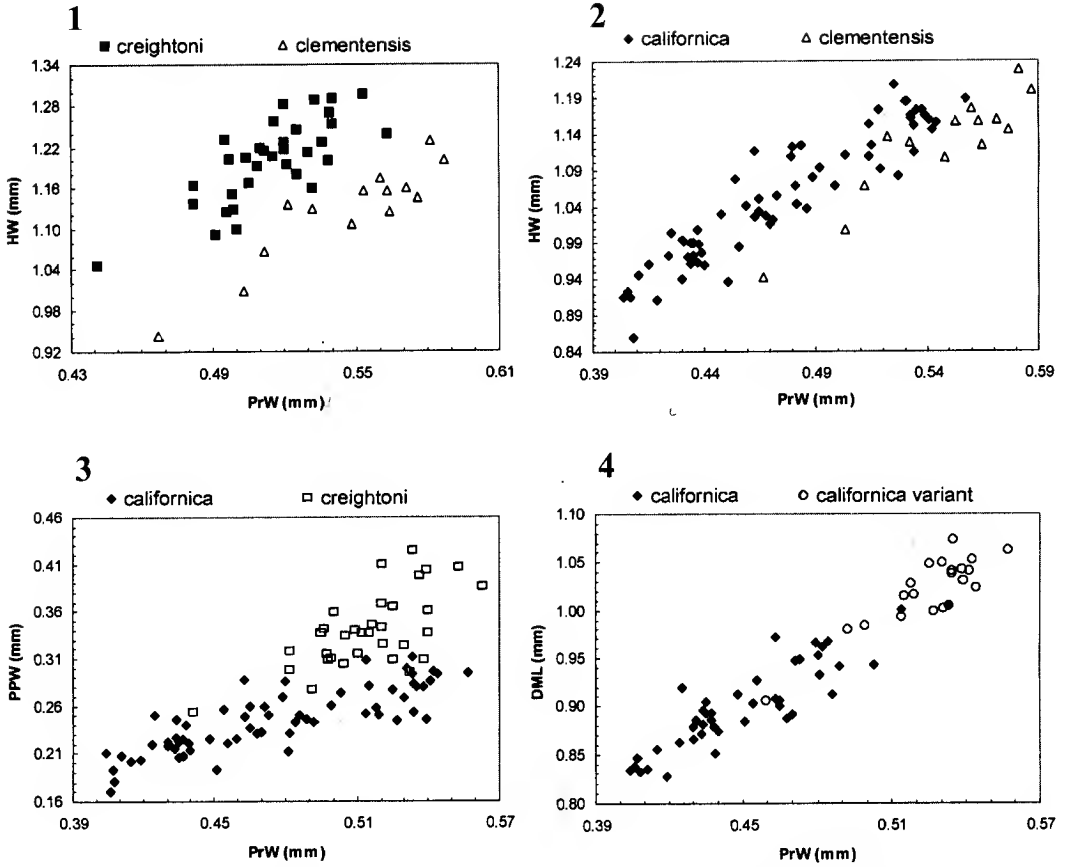 1
■ creightoni △ clementensis
1.34
1.28
1.22
1.16
1.10
1.04
0.98
0.92
HW (mm)
0.43 0.49 0.55 0.61
PrW (mm)
2
◆ californica △ clementensis
1.24
1.19
1.14
1.09
1.04
0.99
0.94
0.89
0.84
HW (mm)
0.39 0.44 0.49 0.54 0.59
PrW (mm)
3
◆ californica □ creightoni
0.46
0.41
0.36
0.31
0.26
0.21
0.16
PPW (mm)
0.39 0.45 0.51 0.57
PrW (mm)
4
◆ californica ○ californica variant
1.10
1.05
1.00
0.95
0.90
0.85
0.80
DML (mm)
0.39 0.45 0.51 0.57
PrW (mm)